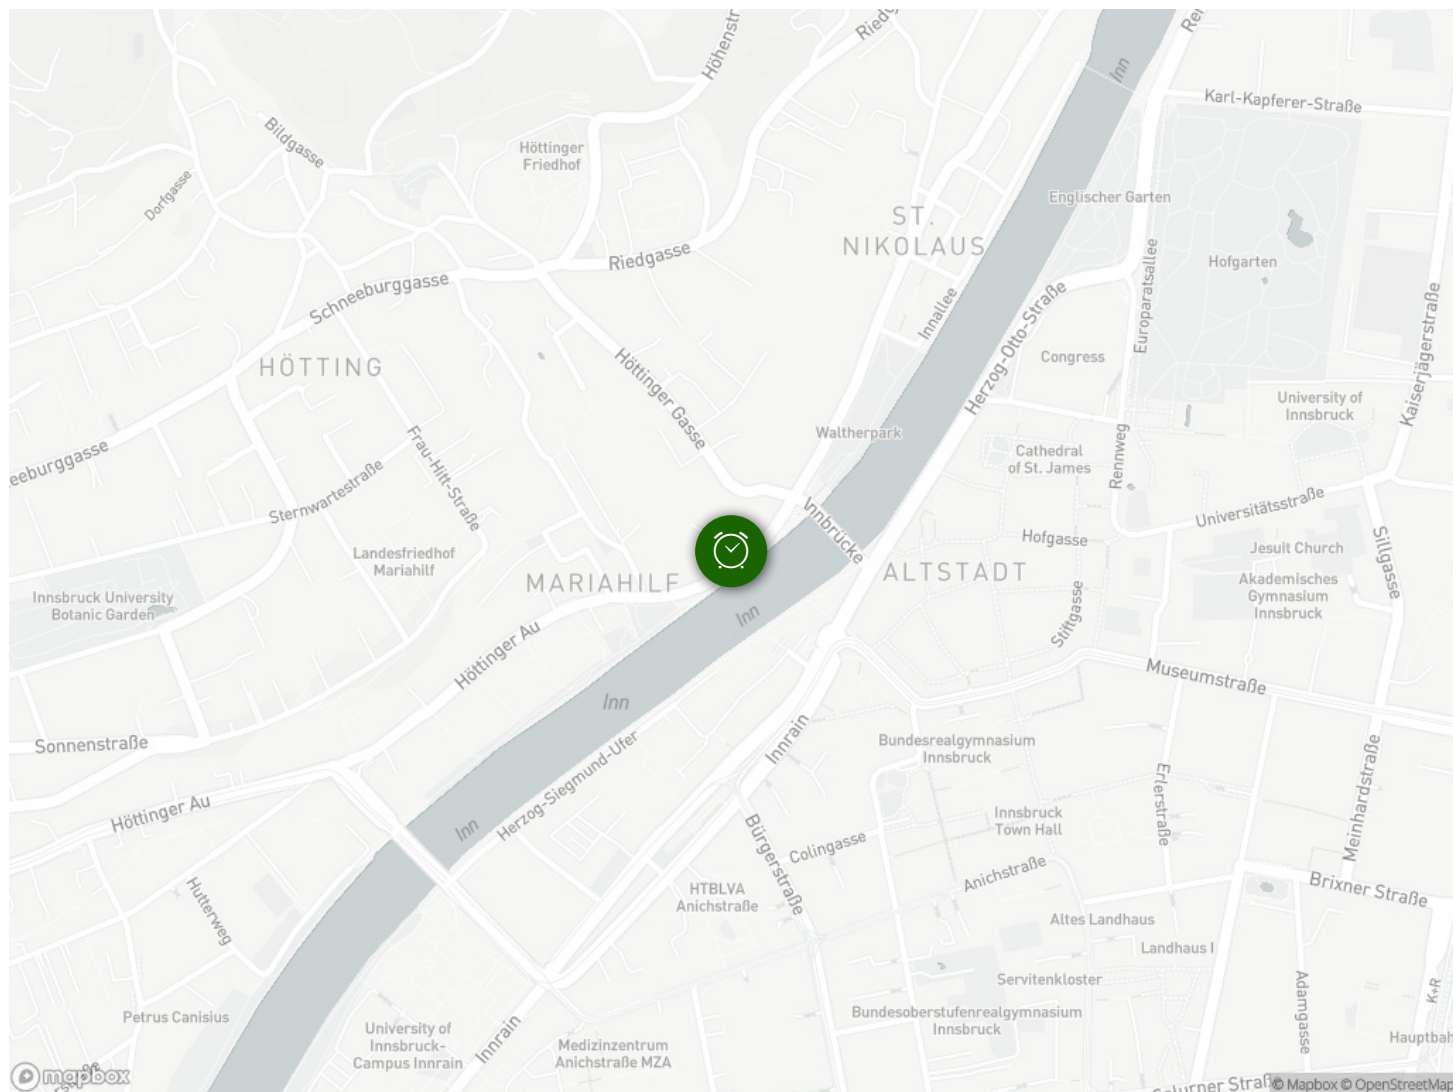 Höhenstr
Riedg
Inn
Rei
Karl-Kapferer-Straße
Bildgasse
Höttinger
Friedhof
Dorfgasse
Englischer Garten
ST.
NIKOLAUS
Riedgasse
Hofgarten
Europaratsallee
Schneeburggasse
Innallee
Herzog-Otto-Straße
Kaiserjägerstraße
HÖTTING
Congress
Höttinger Gasse
University of
Innsbruck
Waltherpark
eeburggasse
Frau-Hitt-Straße
Cathedral
of St. James
Rennweg
Sternwartestraße
Universitätsstraße
Innbrücke
Hofgasse
Jesuit Church
Sillgasse
Landesfriedhof
Mariahilf
MARIAHILF
ALTSTADT
Akademisches
Gymnasium
Innsbruck
Innsbruck University
Botanic Garden
Inn
Stiftgasse
Höttinger Au
Museumstraße
Inn
Sonnenstraße
Innrain
Bundesrealgymnasium
Innsbruck
Herzog-Siegmund-Ufer
Meinhardstraße
Erlerstraße
Höttinger Au
Inn
Innsbruck
Town Hall
Bürgerstraße
Colingasse
Anichstraße
HTBLVA
Anichstraße
Brixner Straße
Hutterweg
Altes Landhaus
Landhaus I
Servitenkloster
Adamgasse
K+R
Petrus Canisius
Bundesoberstufenrealgymnasium
Innsbruck
University of
Innsbruck-
Campus Innrain
Innrain
Medizinzentrum
Anichstraße MZA
Hauptbah
mapbox
© Mapbox © OpenStreetMap